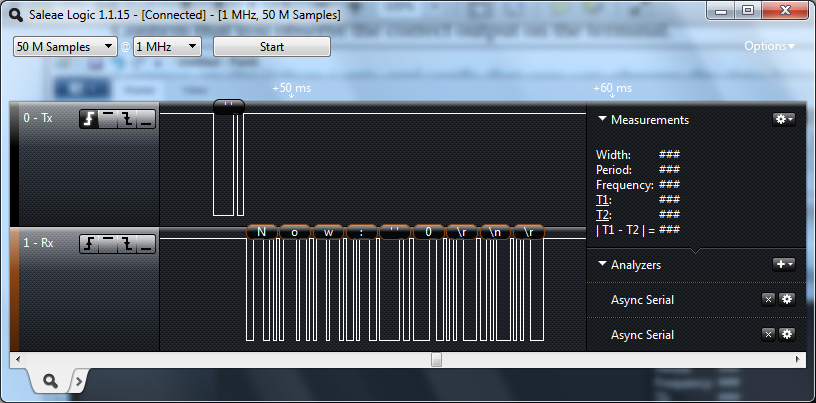 Saleae Logic 1.1.15 - [Connected] - [1 MHz, 50 M Samples]
50 M Samples @ 1 MHz Start Options
+50 ms +60 ms
0 - Tx
' '
1 - Rx
N o w : ' ' 0 \r \n \r
Measurements
Width: ###
Period: ###
Frequency: ###
T1: ###
T2: ###
| T1 - T2 | = ###
Analyzers
Async Serial
Async Serial